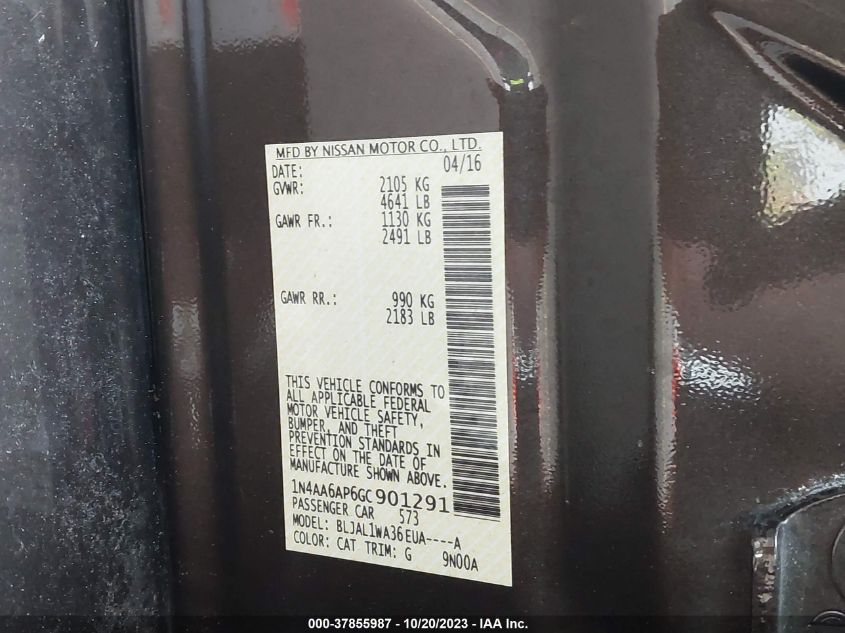 MFD BY NISSAN MOTOR CO., LTD.
DATE: 04/16
GVWR: 2105 KG
4641 LB
GAWR FR.: 1130 KG
2491 LB
GAWR RR.: 990 KG
2183 LB
THIS VEHICLE CONFORMS TO
ALL APPLICABLE FEDERAL
MOTOR VEHICLE SAFETY,
BUMPER, AND THEFT
PREVENTION STANDARDS IN
EFFECT ON THE DATE OF
MANUFACTURE SHOWN ABOVE.
1N4AA6AP6GC901291
PASSENGER CAR 573
MODEL: BLJAL1WA36EUA----A
COLOR: CAT TRIM: G 9N00A
000-37855987 - 10/20/2023 - IAA Inc.